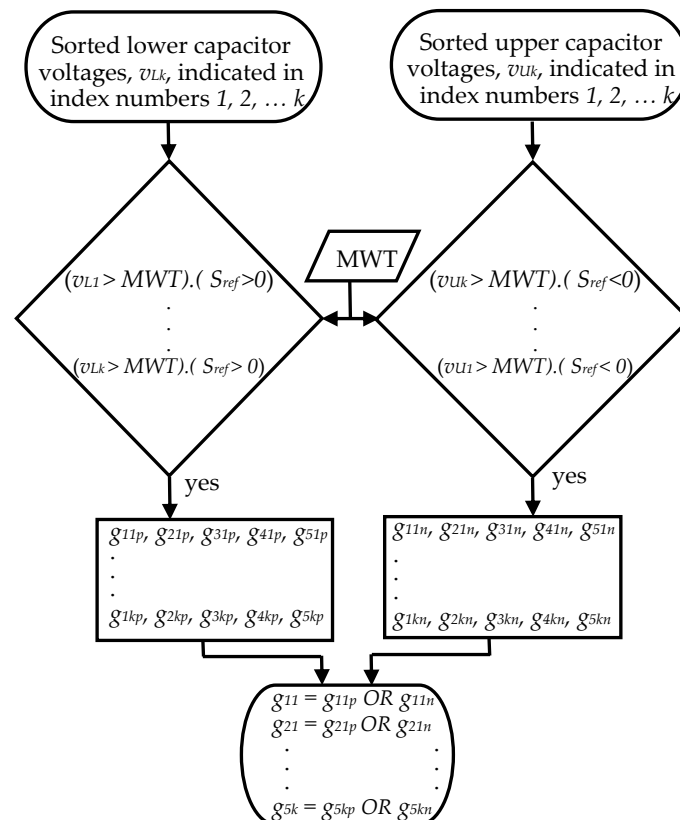 Sorted lower capacitor
voltages, vLk, indicated in
index numbers 1, 2, … k
Sorted upper capacitor
voltages, vUk, indicated in
index numbers 1, 2, … k
MWT
(vL1 > MWT).( Sref >0)
.
.
.
(vLk > MWT).( Sref > 0)
(vUk > MWT).( Sref <0)
.
.
.
(vU1 > MWT).( Sref < 0)
yes
yes
g11p, g21p, g31p, g41p, g51p
.
.
.
g1kp, g2kp, g3kp, g4kp, g5kp
g11n, g21n, g31n, g41n, g51n
.
.
.
g1kn, g2kn, g3kn, g4kn, g5kn
g11 = g11p OR g11n
g21 = g21p OR g21n
. .
. .
. .
g5k = g5kp OR g5kn